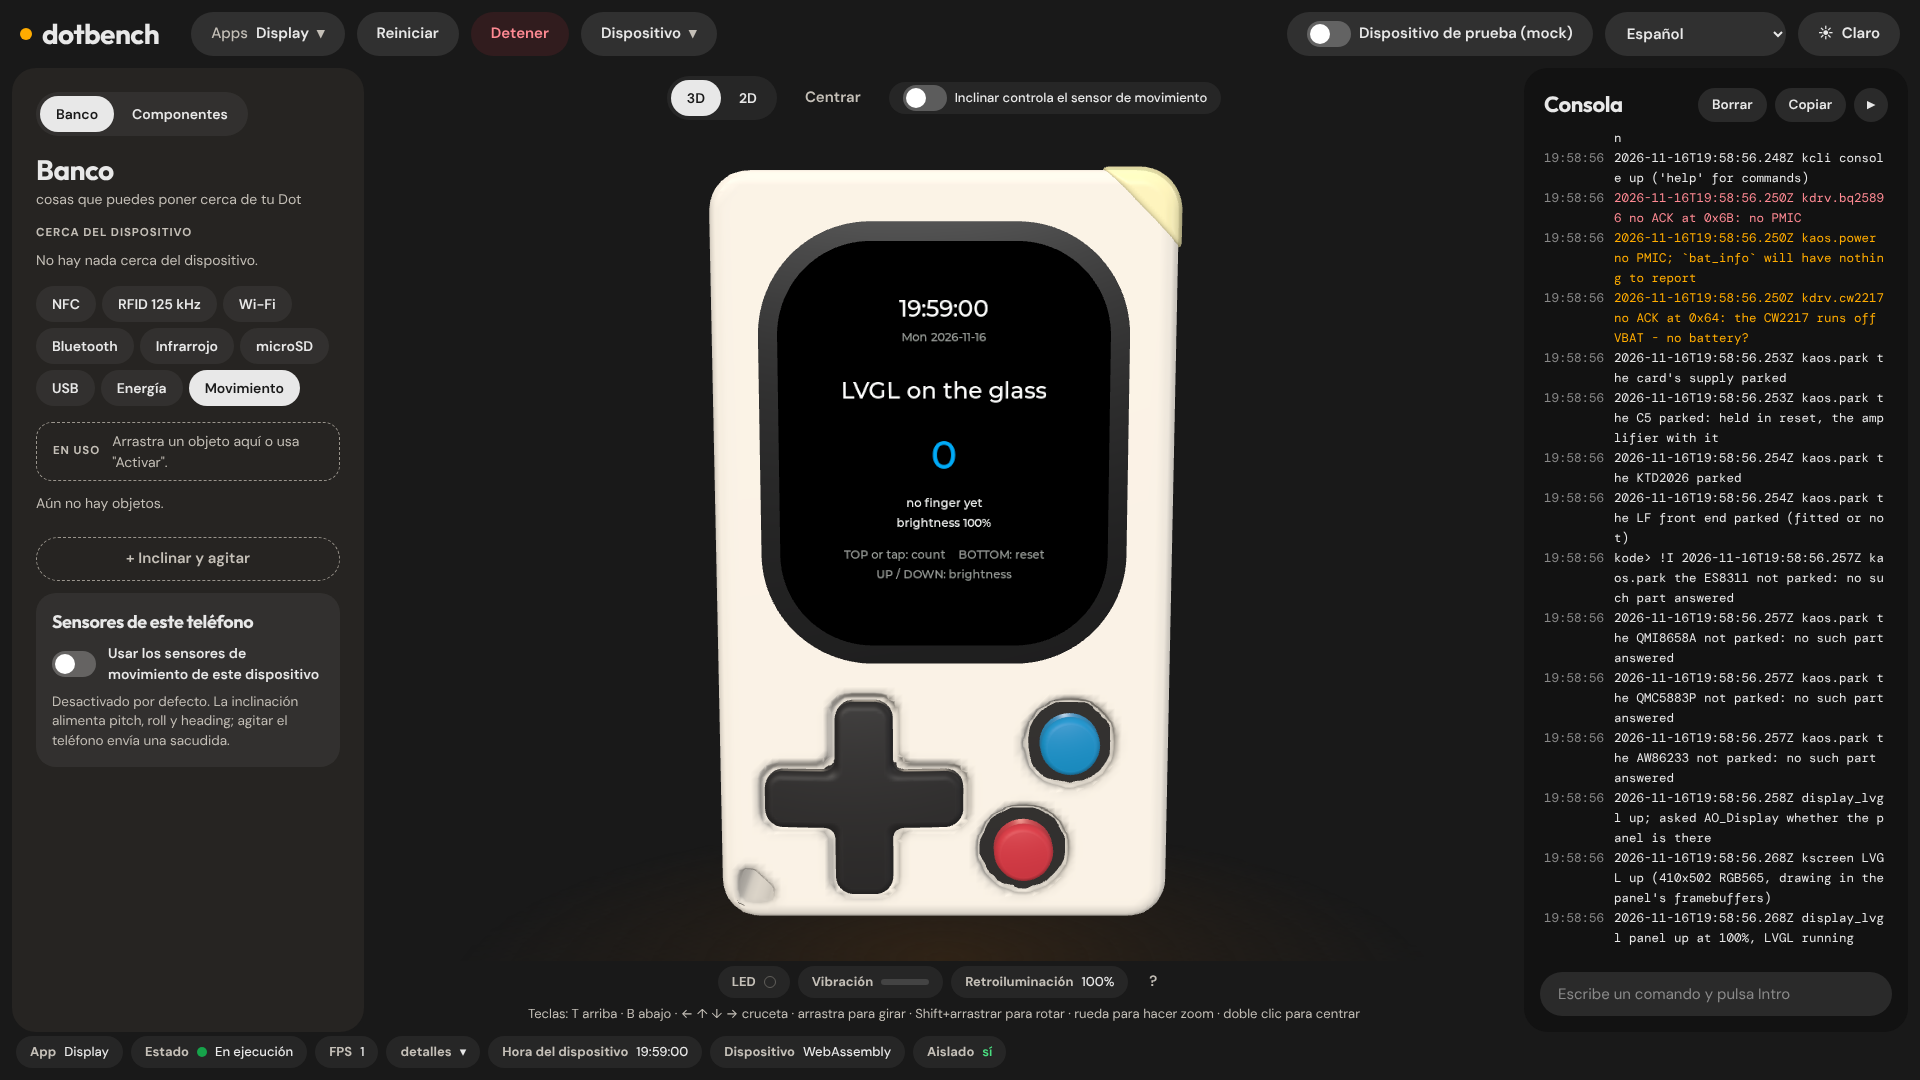 dotbench
Apps Display ▾
Reiniciar
Detener
Dispositivo ▾
Dispositivo de prueba (mock)
Español
☀ Claro
Banco
Componentes
Banco
cosas que puedes poner cerca de tu Dot
CERCA DEL DISPOSITIVO
No hay nada cerca del dispositivo.
NFC
RFID 125 kHz
Wi-Fi
Bluetooth
Infrarrojo
microSD
USB
Energía
Movimiento
EN USO
Arrastra un objeto aquí o usa
"Activar".
Aún no hay objetos.
+ Inclinar y agitar
Sensores de este teléfono
Usar los sensores de
movimiento de este dispositivo
Desactivado por defecto. La inclinación
alimenta pitch, roll y heading; agitar el
teléfono envía una sacudida.
3D
2D
Centrar
Inclinar controla el sensor de movimiento
19:59:00
Mon 2026-11-16
LVGL on the glass
0
no finger yet
brightness 100%
TOP or tap: count BOTTOM: reset
UP / DOWN: brightness
LED
Vibración
Retroiluminación 100%
?
Teclas: T arriba · B abajo · ← ↑ ↓ → cruceta · arrastra para girar · Shift+arrastrar para rotar · rueda para hacer zoom · doble clic para centrar
Consola
Borrar
Copiar
▶
n
19:58:56 2026-11-16T19:58:56.248Z kcli consol
e up ('help' for commands)
19:58:56 2026-11-16T19:58:56.250Z kdrv.bq2589
6 no ACK at 0x6B: no PMIC
19:58:56 2026-11-16T19:58:56.250Z kaos.power
no PMIC; `bat_info` will have nothin
g to report
19:58:56 2026-11-16T19:58:56.250Z kdrv.cw2217
no ACK at 0x64: the CW2217 runs off
VBAT - no battery?
19:58:56 2026-11-16T19:58:56.253Z kaos.park t
he card's supply parked
19:58:56 2026-11-16T19:58:56.253Z kaos.park t
he C5 parked: held in reset, the amp
lifier with it
19:58:56 2026-11-16T19:58:56.254Z kaos.park t
he KTD2026 parked
19:58:56 2026-11-16T19:58:56.254Z kaos.park t
he LF front end parked (fitted or no
t)
19:58:56 kode> !I 2026-11-16T19:58:56.257Z ka
os.park the ES8311 not parked: no su
ch part answered
19:58:56 2026-11-16T19:58:56.257Z kaos.park t
he QMI8658A not parked: no such part
answered
19:58:56 2026-11-16T19:58:56.257Z kaos.park t
he QMC5883P not parked: no such part
answered
19:58:56 2026-11-16T19:58:56.257Z kaos.park t
he AW86233 not parked: no such part
answered
19:58:56 2026-11-16T19:58:56.258Z display_lvg
l up; asked AO_Display whether the p
anel is there
19:58:56 2026-11-16T19:58:56.268Z kscreen LVG
L up (410x502 RGB565, drawing in the
panel's framebuffers)
19:58:56 2026-11-16T19:58:56.268Z display_lvg
l panel up at 100%, LVGL running
Escribe un comando y pulsa Intro
App Display
Estado En ejecución
FPS 1
detalles ▾
Hora del dispositivo 19:59:00
Dispositivo WebAssembly
Aislado sí